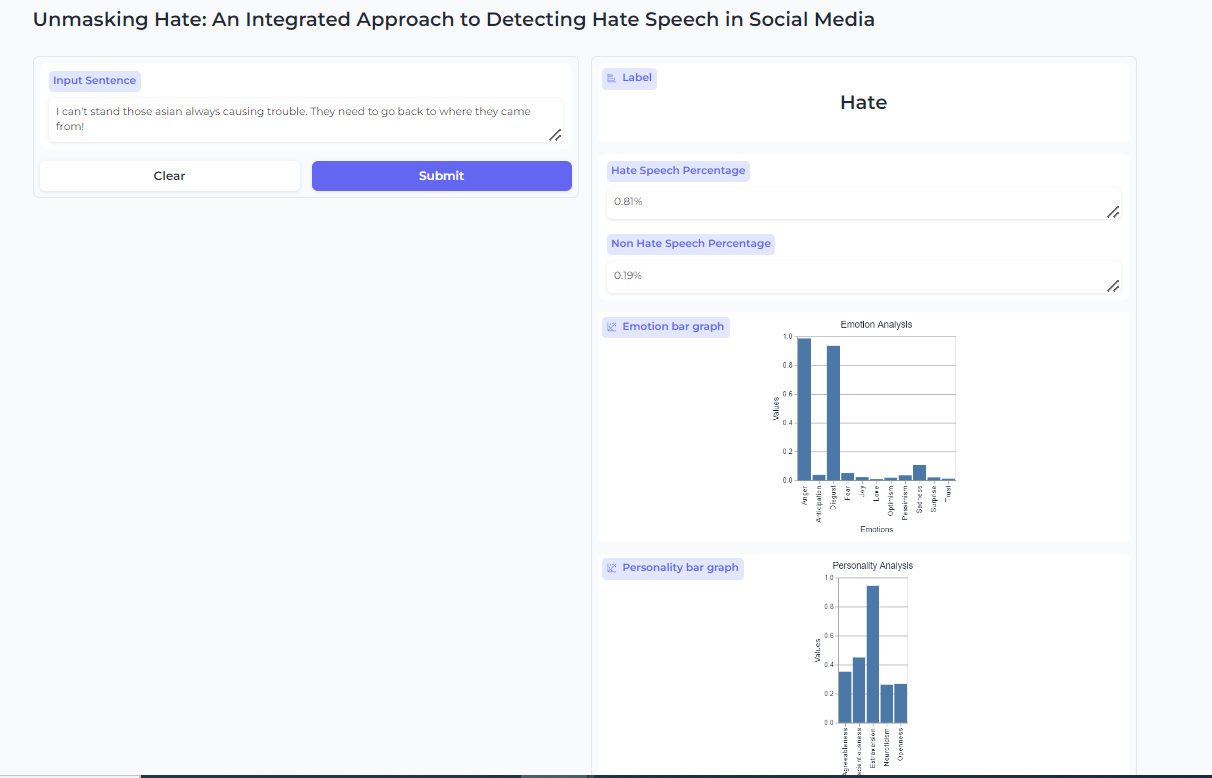 Unmasking Hate: An Integrated Approach to Detecting Hate Speech in Social Media
Input Sentence
I can't stand those asian always causing trouble. They need to go back to where they came
from!
Clear
Submit
Label
Hate
Hate Speech Percentage
0.81%
Non Hate Speech Percentage
0.19%
Emotion bar graph
Emotion Analysis
1.0
0.8
0.6
0.4
0.2
0.0
Values
Anger
Anticipation
Disgust
Fear
Joy
Love
Optimism
Pessimism
Sadness
Surprise
Trust
Emotions
Personality bar graph
Personality Analysis
1.0
0.8
0.6
0.4
0.2
0.0
Values
Agreeableness
scientiousness
Extraversion
Neuroticism
Openness